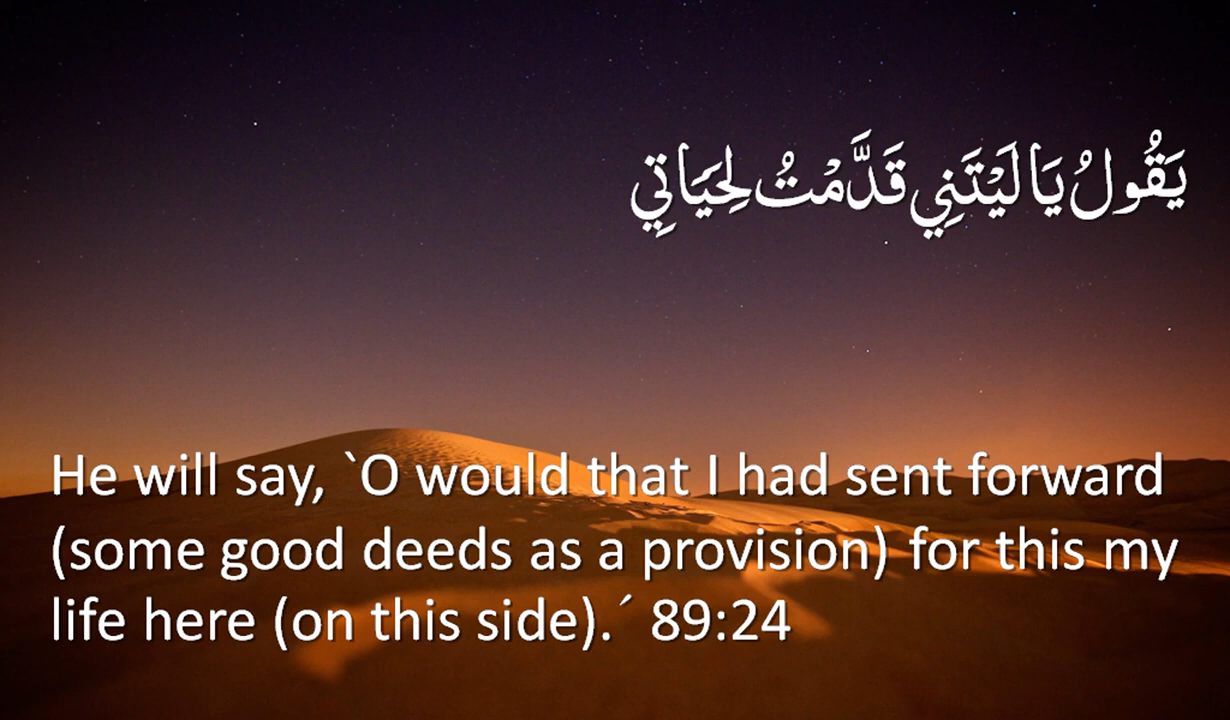 يَقُولُ يَا لَيْتَنِي قَدَّمْتُ لِحَيَاتِي
He will say, `O would that I had sent forward
(some good deeds as a provision) for this my
life here (on this side).´ 89:24